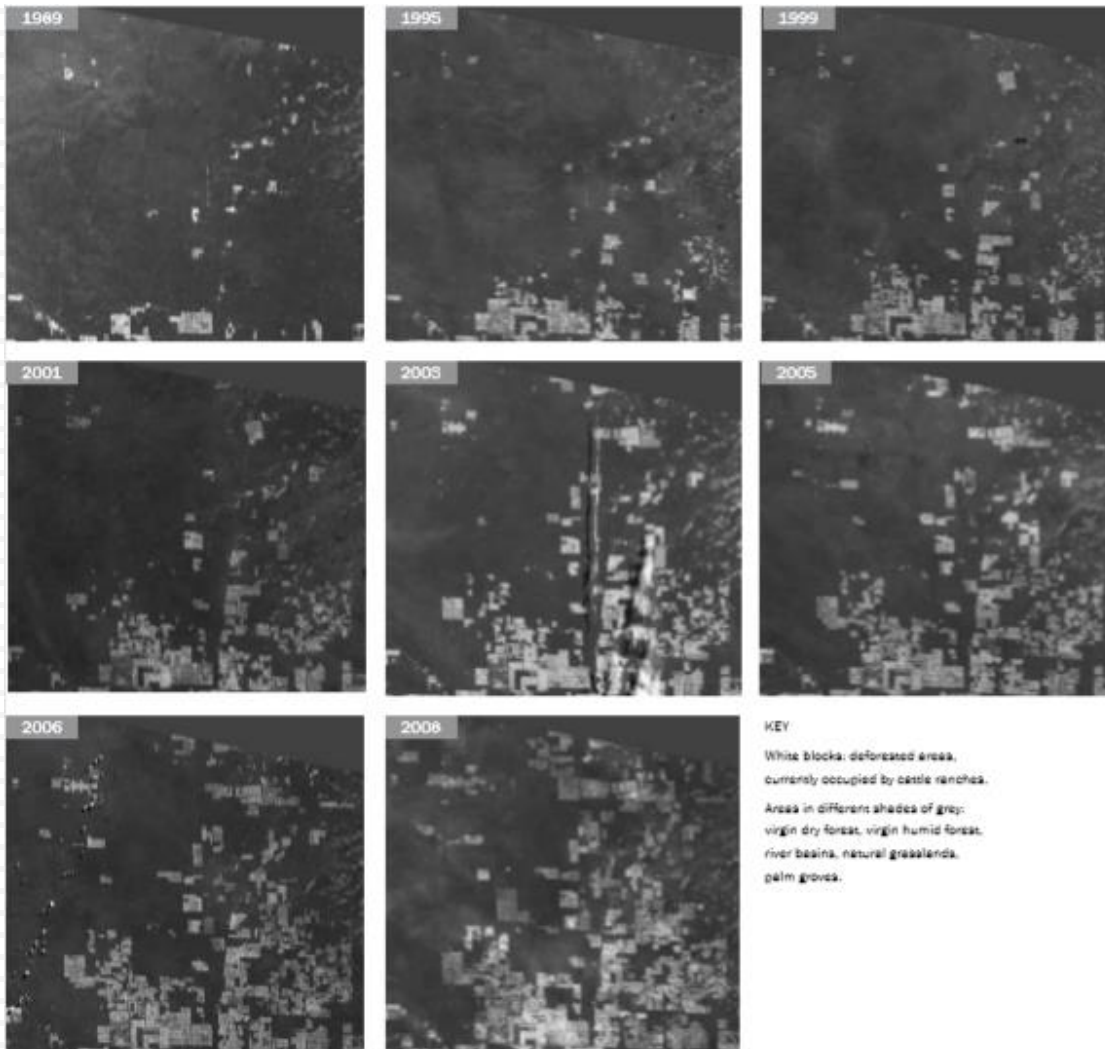 1989
1995
1999
2001
2003
2005
2006
2008
KEY
White blocks: deforested areas,
currently occupied by cattle ranches.
Areas in different shades of grey:
virgin dry forest, virgin humid forest,
river basins, natural grasslands,
palm groves.